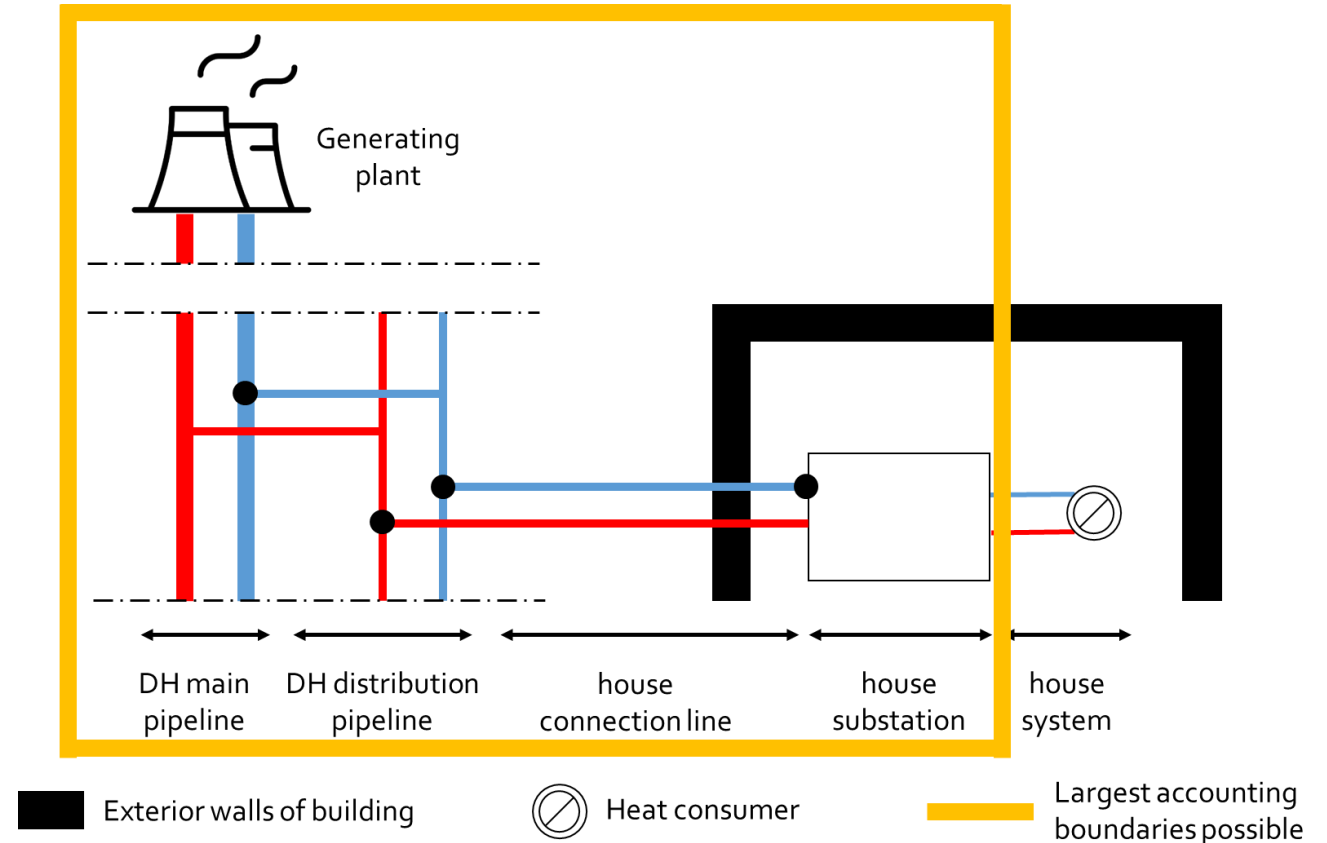 Generating
plant
DH main
pipeline
DH distribution
pipeline
house
connection line
house
substation
house
system
Exterior walls of building
Heat consumer
Largest accounting
boundaries possible